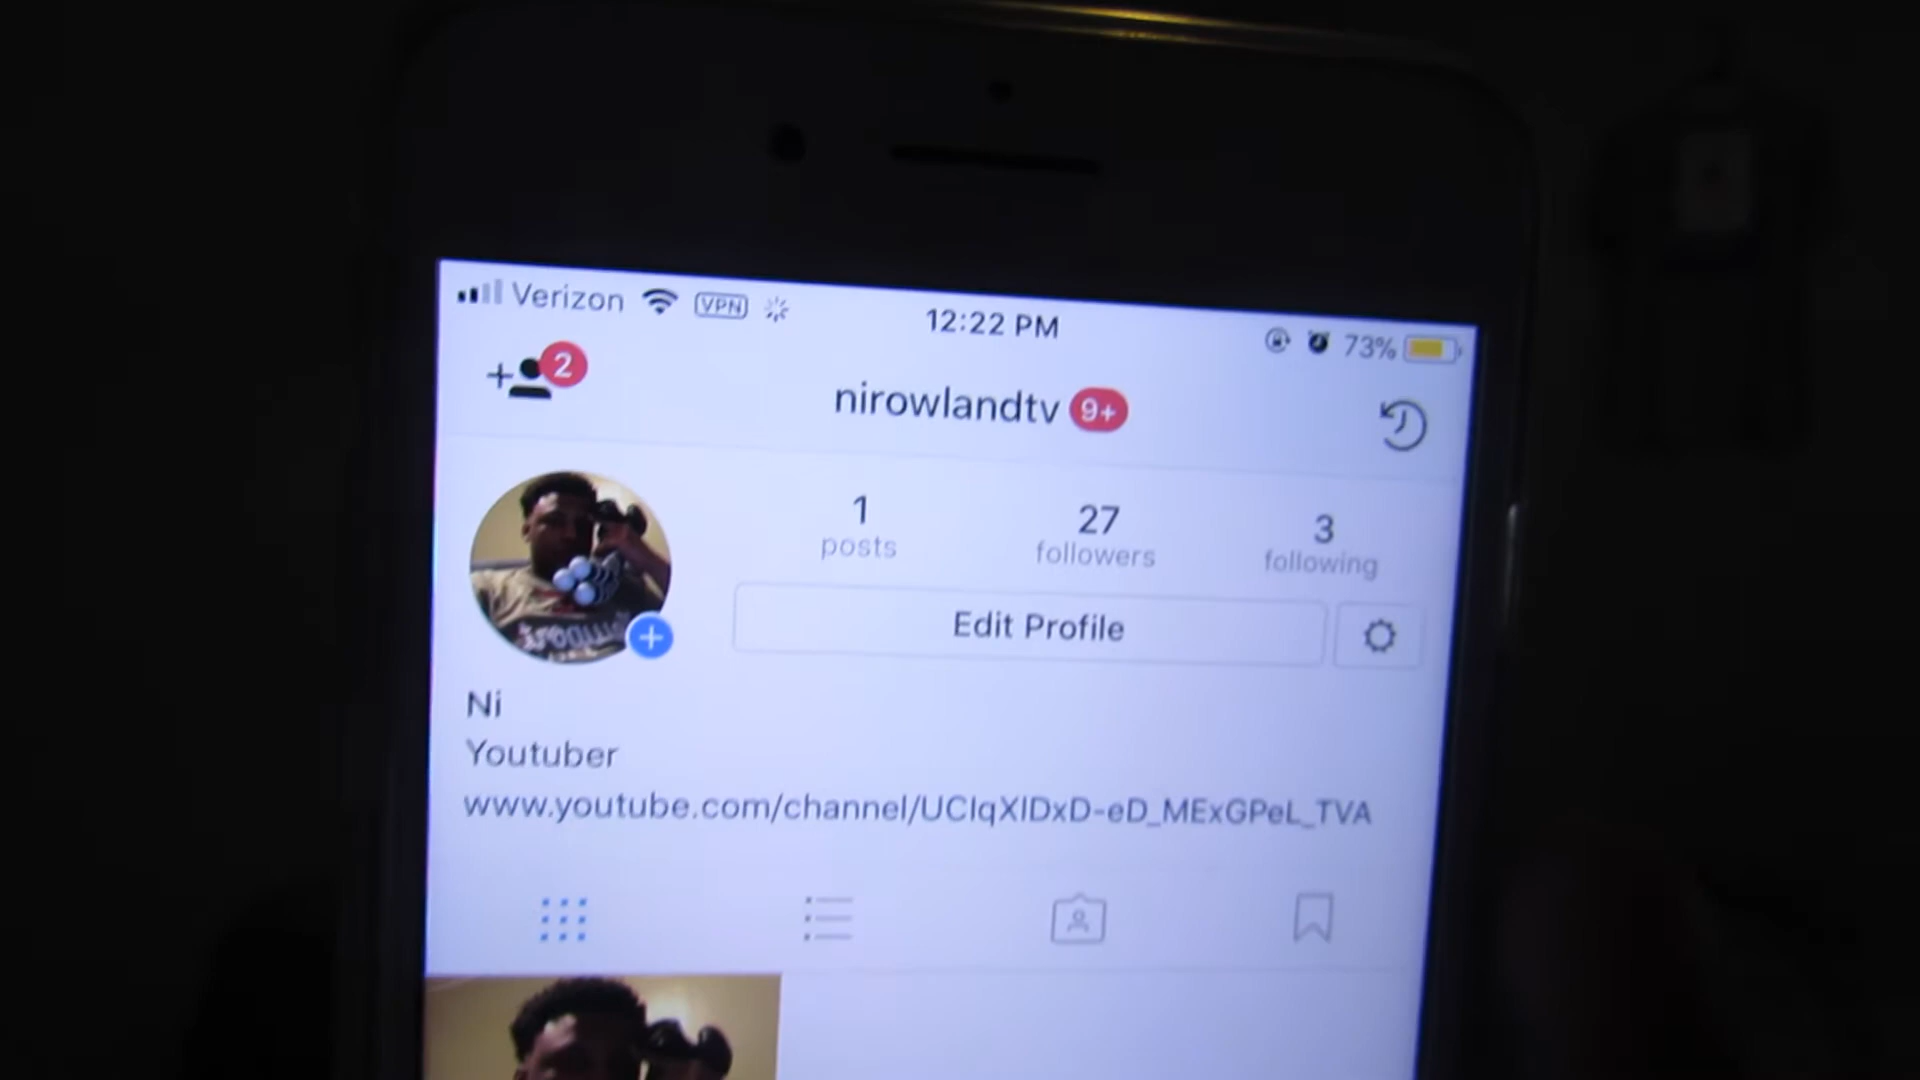 Verizon VPN 12:22 PM 73%
2
nirowlandtv 9+
1 27 3
posts followers following
Edit Profile
Ni
Youtuber
www.youtube.com/channel/UCIqXIDxD-eD_MExGPeL_TVA